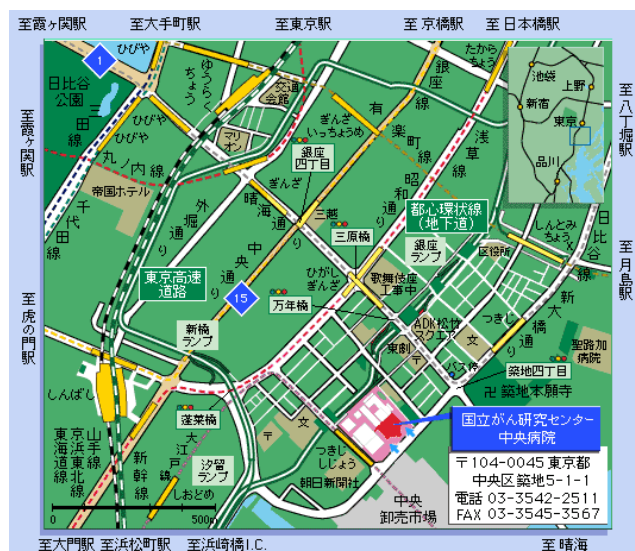 至霞ヶ関駅
至大手町駅
至東京駅
至京橋駅
至日本橋駅
1
ひびや
日比谷
公園
三田線
ひびや
ゆうらくちょう
交通
会館
マリ
オン
丸ノ内線
帝国ホテル
千代田線
外堀通り
晴海通り
ぎんざ
いっちょうめ
銀座
四丁目
ぎんざ
三越
有楽町線
銀座線
昭和通り
浅草線
たから
ちょう
池袋
上野
新宿
東京
品川
至八丁堀駅
至霞ヶ関駅
都心環状線
(地下道)
銀座
ランプ
三原橋
中央通り
東京高速
道路
15
ひがし
ぎんざ
歌舞伎座
工事中
区役所
しんとみ
ちょう
日比谷線
至月島駅
新大橋通り
万年橋
ADK松竹
スクエア
つきじ
東劇
〒
文
バス停
聖路加
病院
築地四丁目
卍築地本願寺
新橋
ランプ
至虎の門駅
しんばし
蓬莱橋
大江戸線
〒
文
つきじ
しじょう
国立がん研究センター
中央病院
汐留
ランプ
しおどめ
朝日新聞社
東海道線
山手線
京浜東北線
新幹線
0
500m
中央
卸売市場
〒104-0045 東京都
中央区築地5-1-1
電話 03-3542-2511
FAX 03-3545-3567
至大門駅
至浜松町駅
至浜崎橋I.C.
至晴海